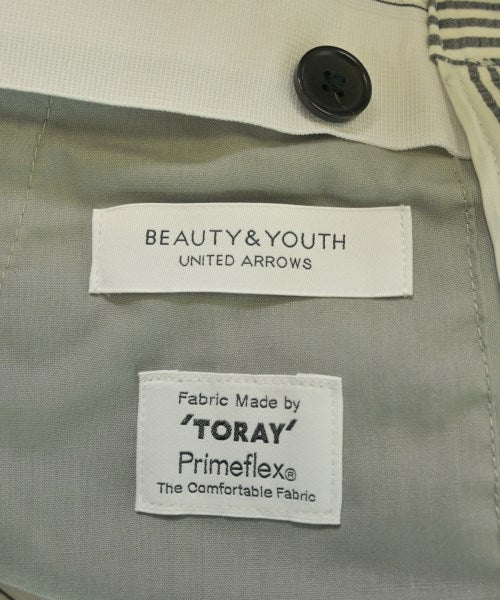 BEAUTY&YOUTH
UNITED ARROWS
Fabric Made by
'TORAY'
Primeflex®
The Comfortable Fabric